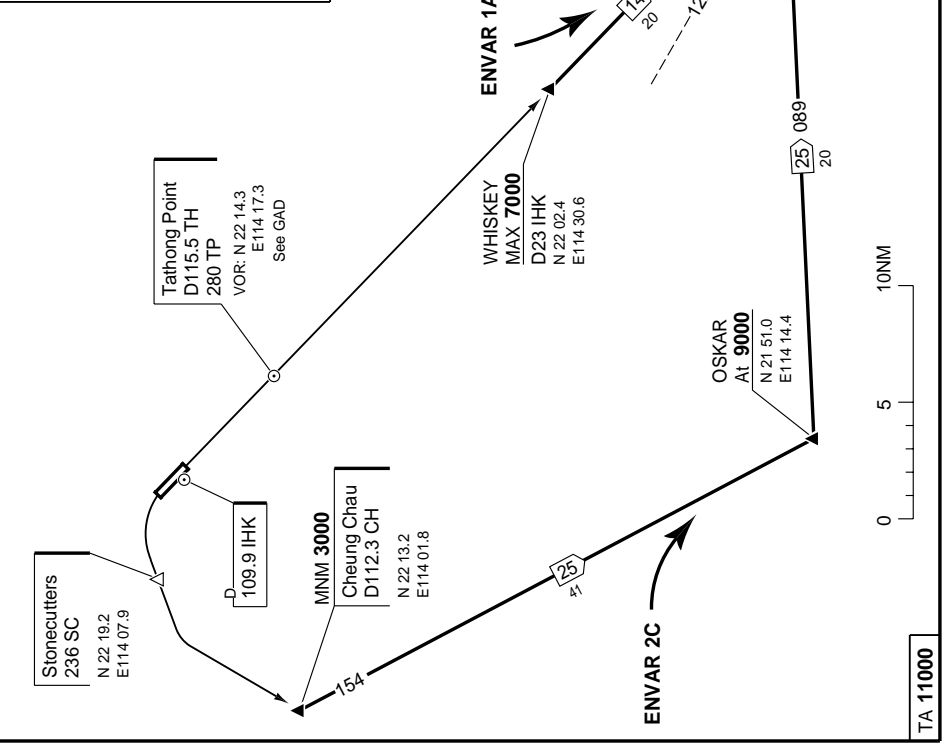 ENVAR 1A
20
Tathong Point
D115.5 TH
280 TP
VOR: N 22 14.3
E114 17.3
See GAD
WHISKEY
MAX 7000
D23 IHK
N 22 02.4
E114 30.6
25
089
20
Stonecutters
236 SC
N 22 19.2
E114 07.9
D
109.9 IHK
MNM 3000
Cheung Chau
D112.3 CH
N 22 13.2
E114 01.8
OSKAR
At 9000
N 21 51.0
E114 14.4
154
25
41
ENVAR 2C
0
5
10NM
TA 11000